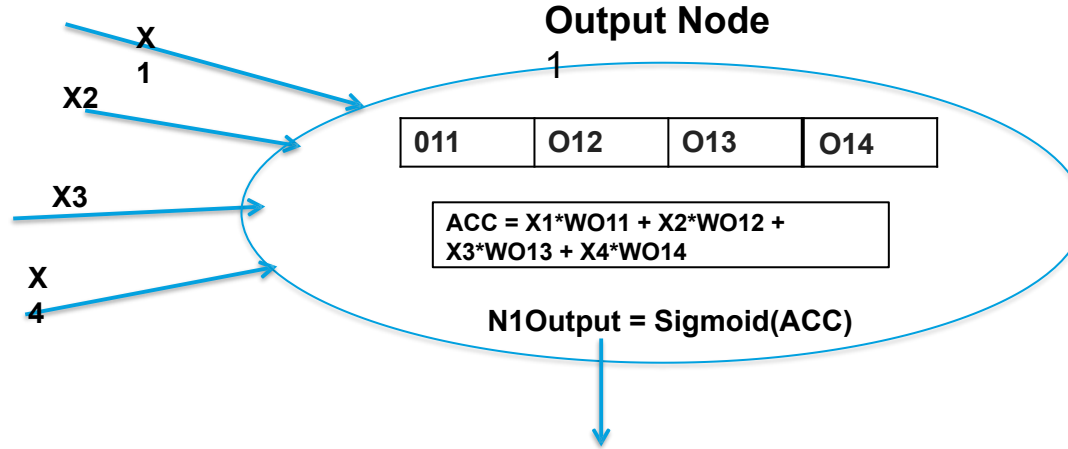 Output Node
1
X
1
X2
X3
X
4
011
O12
O13
O14
ACC = X1*WO11 + X2*WO12 +
X3*WO13 + X4*WO14
N1Output = Sigmoid(ACC)